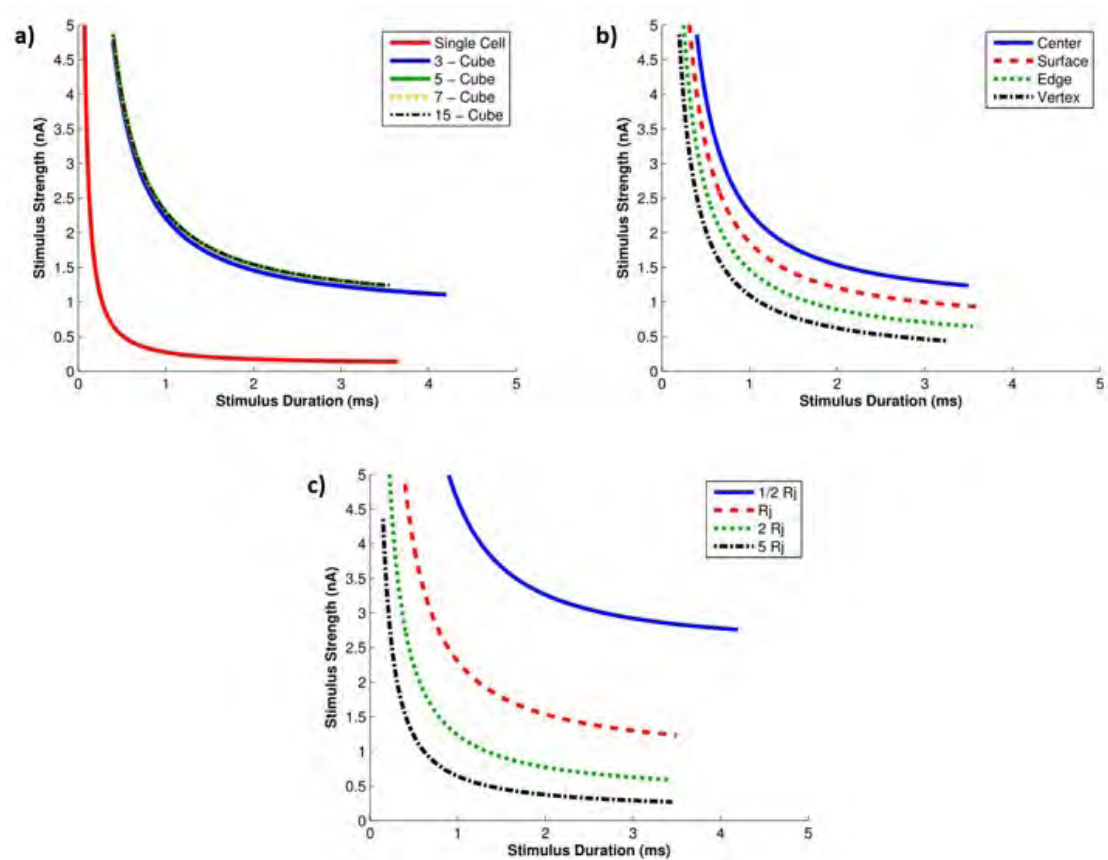 a)
5
4.5
4
3.5
3
2.5
2
1.5
1
0.5
0
Stimulus Strength (nA)
Single Cell
3 - Cube
5 - Cube
7 - Cube
15 - Cube
0 1 2 3 4 5
Stimulus Duration (ms)
b)
5
4.5
4
3.5
3
2.5
2
1.5
1
0.5
0
Stimulus Strength (nA)
Center
Surface
Edge
Vertex
0 1 2 3 4 5
Stimulus Duration (ms)
c)
5
4.5
4
3.5
3
2.5
2
1.5
1
0.5
0
Stimulus Strength (nA)
1/2 Rj
Rj
2 Rj
5 Rj
0 1 2 3 4 5
Stimulus Duration (ms)